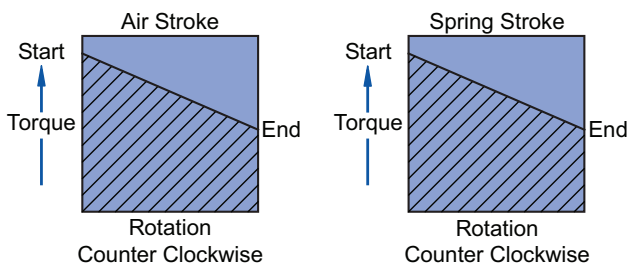 Air Stroke
Start
Torque
End
Rotation
Counter Clockwise
Spring Stroke
Start
Torque
End
Rotation
Counter Clockwise